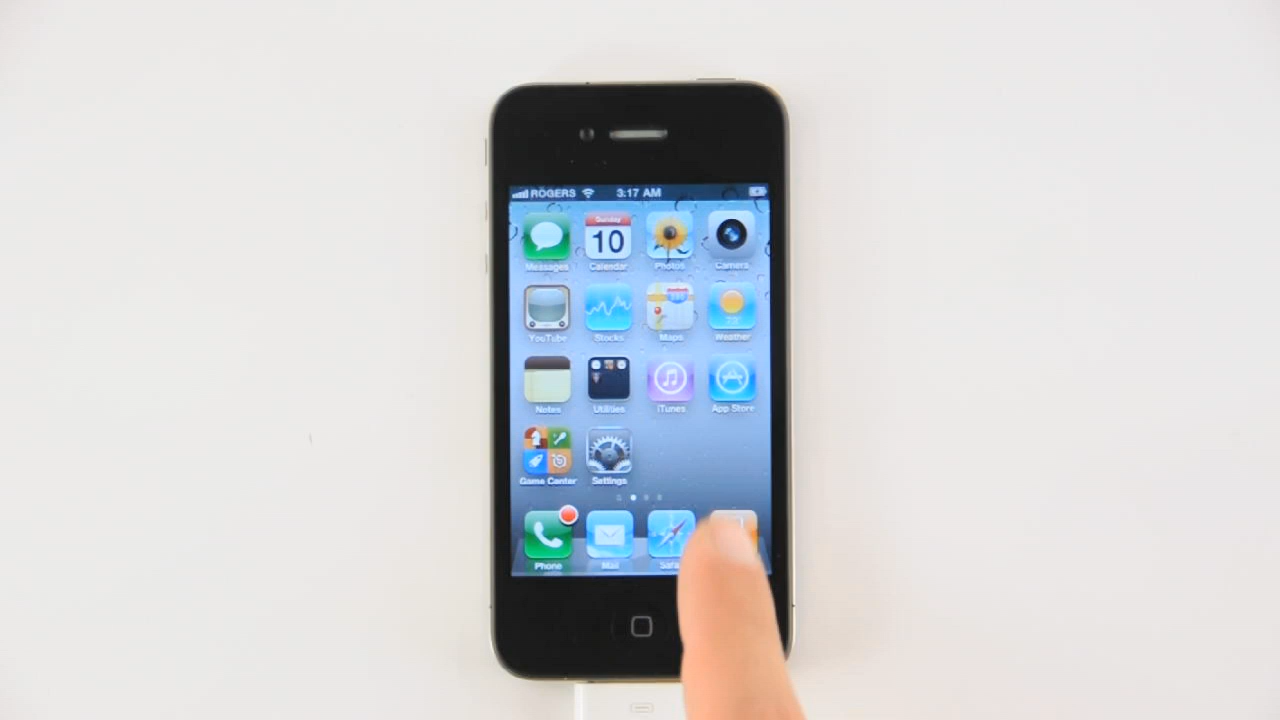 ROGERS 3:17 AM
Sunday
10
Messages Calendar Photos Camera
73°
YouTube Stocks Maps Weather
Notes Utilities iTunes App Store
Game Center Settings
Phone Mail